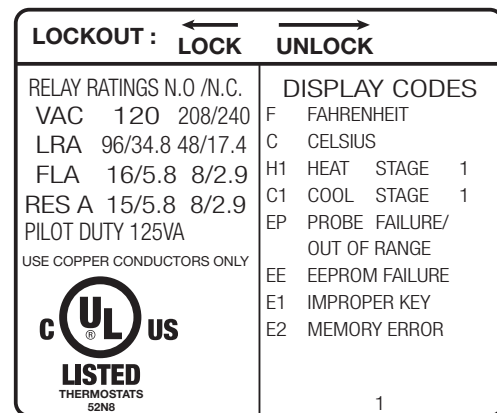 LOCKOUT : LOCK UNLOCK
RELAY RATINGS N.O /N.C.
VAC 120 208/240
LRA 96/34.8 48/17.4
FLA 16/5.8 8/2.9
RES A 15/5.8 8/2.9
PILOT DUTY 125VA
USE COPPER CONDUCTORS ONLY
C UL ® US
LISTED
THERMOSTATS
52N8
DISPLAY CODES
F FAHRENHEIT
C CELSIUS
H1 HEAT STAGE 1
C1 COOL STAGE 1
EP PROBE FAILURE/
OUT OF RANGE
EE EEPROM FAILURE
E1 IMPROPER KEY
E2 MEMORY ERROR
1